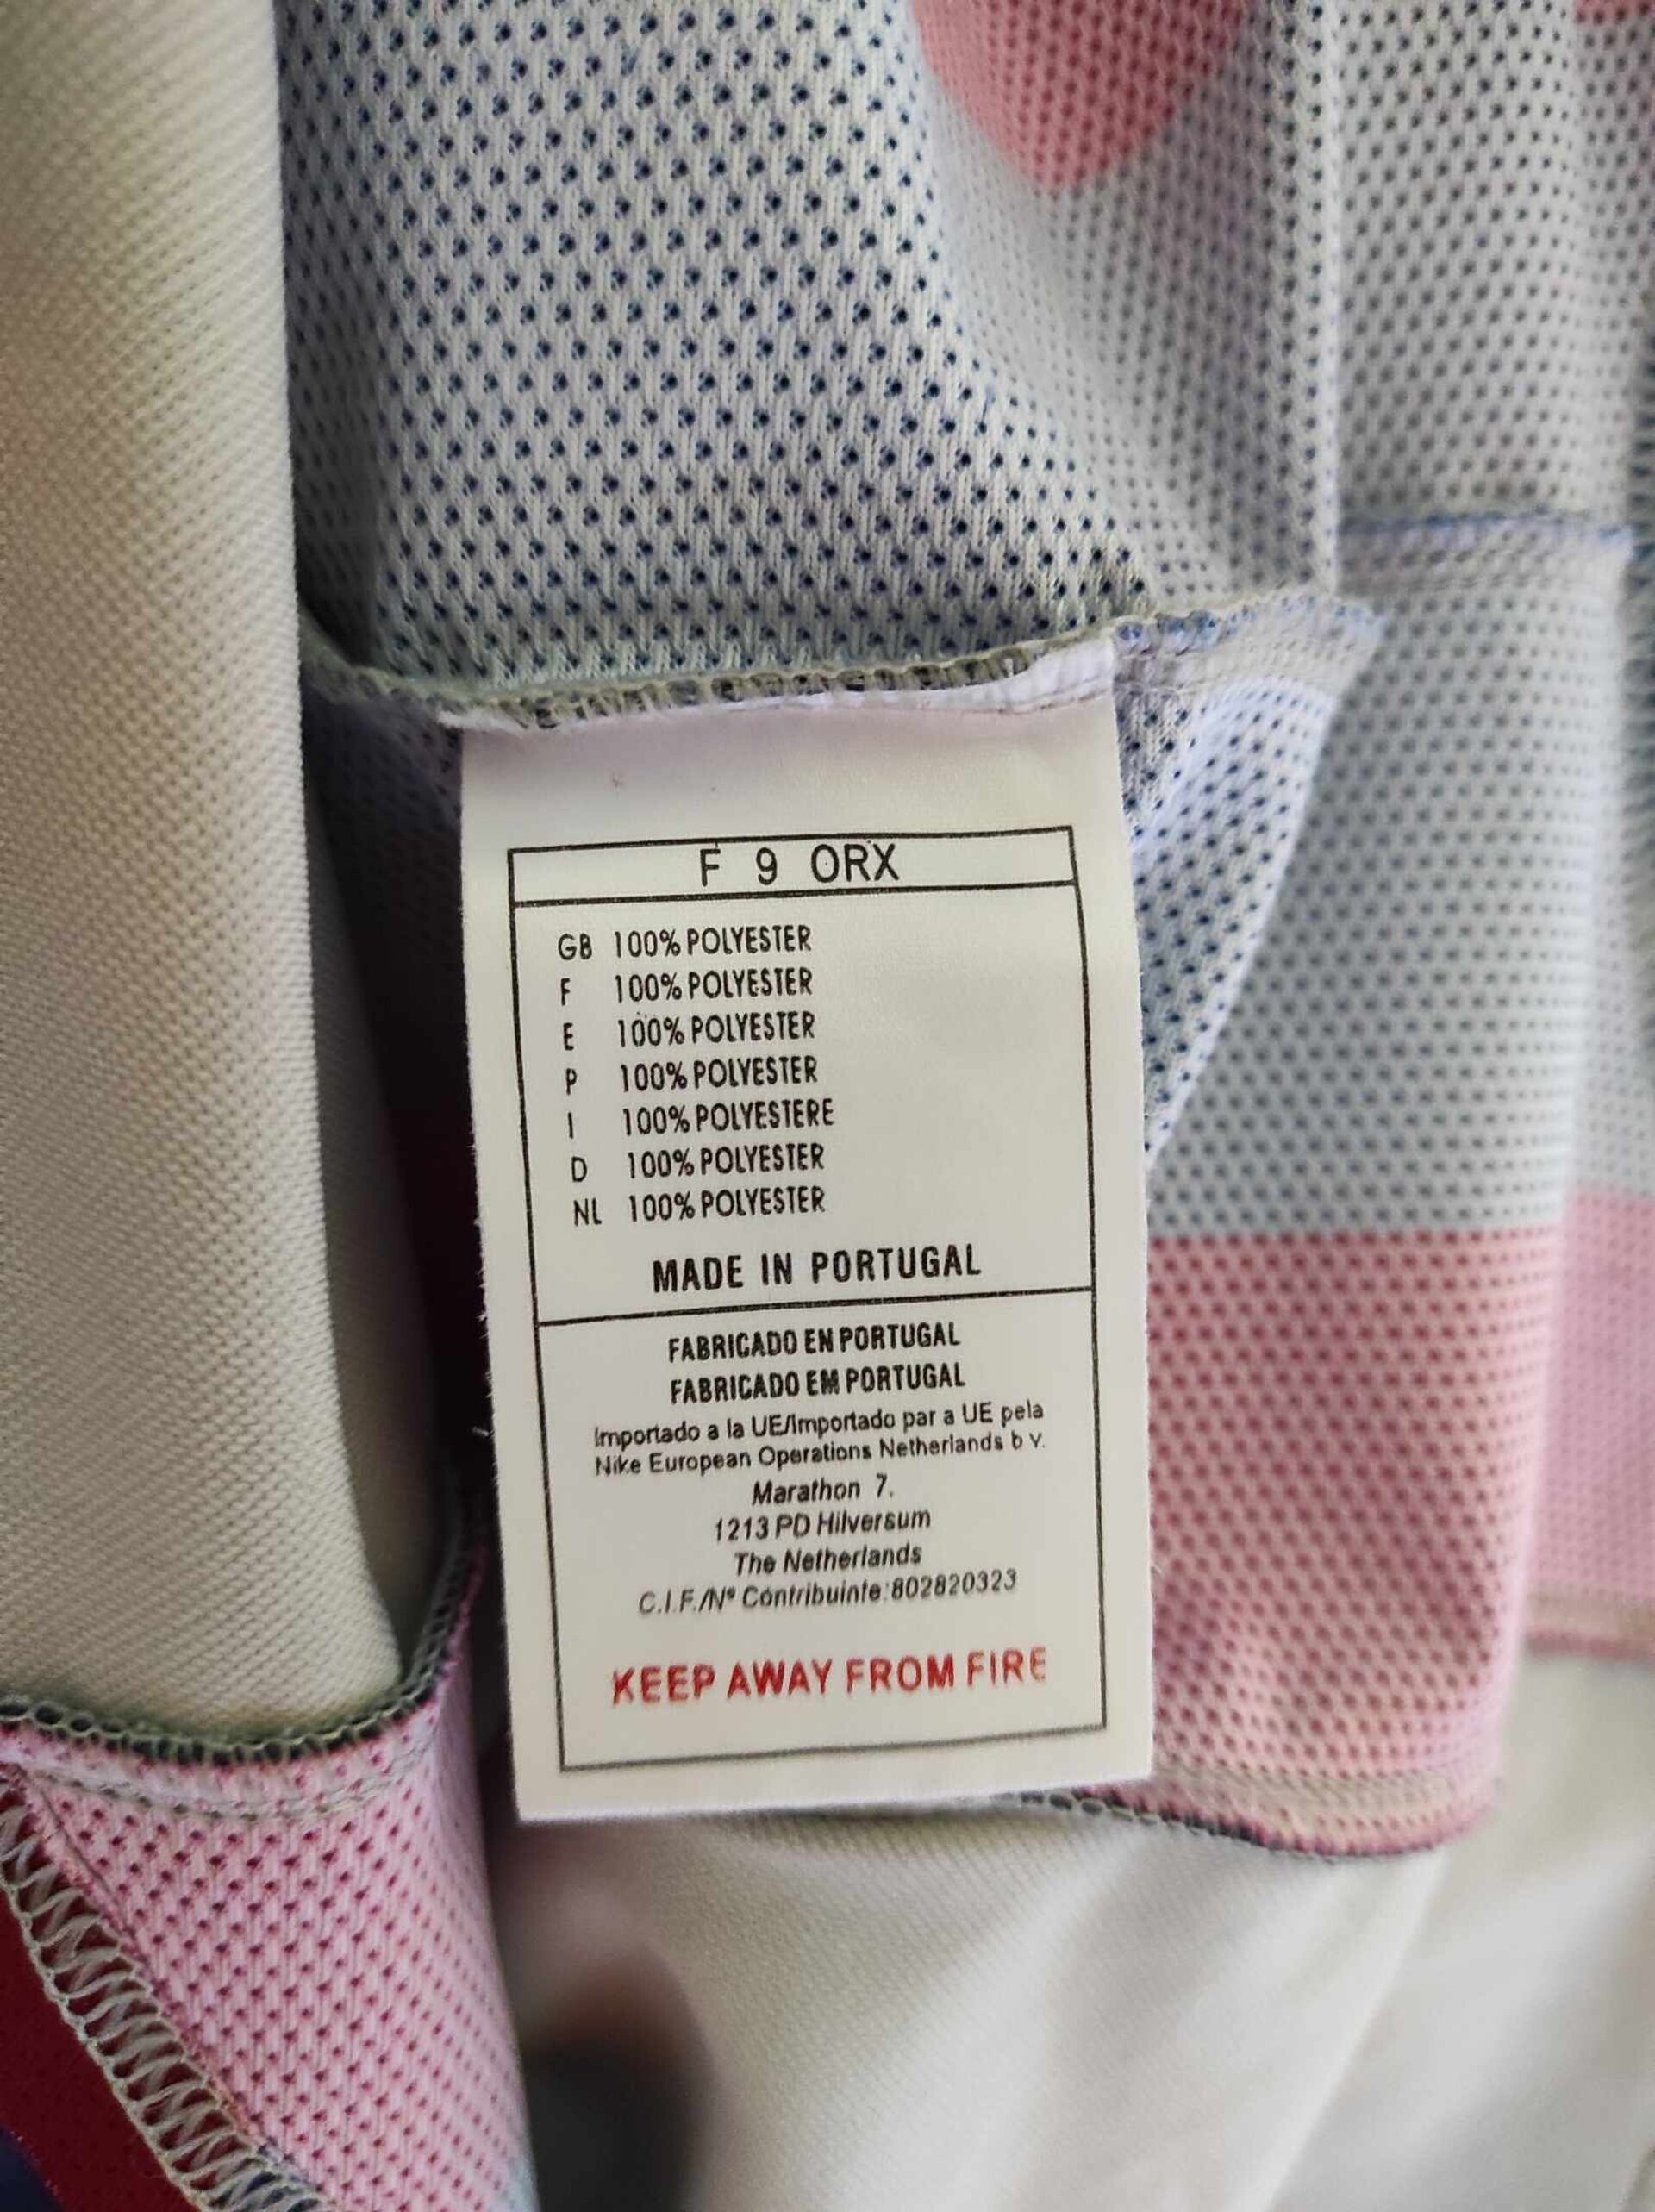 F 9 ORX
GB 100% POLYESTER
F 100% POLYESTER
E 100% POLYESTER
P 100% POLYESTER
I 100% POLYESTERE
D 100% POLYESTER
NL 100% POLYESTER
MADE IN PORTUGAL
FABRICADO EN PORTUGAL
FABRICADO EM PORTUGAL
Importado a la UE/Importado par a UE pela
Nike European Operations Netherlands b v.
Marathon 7.
1213 PD Hilversum
The Netherlands
C.I.F./Nº Contribuinte:802820323
KEEP AWAY FROM FIRE